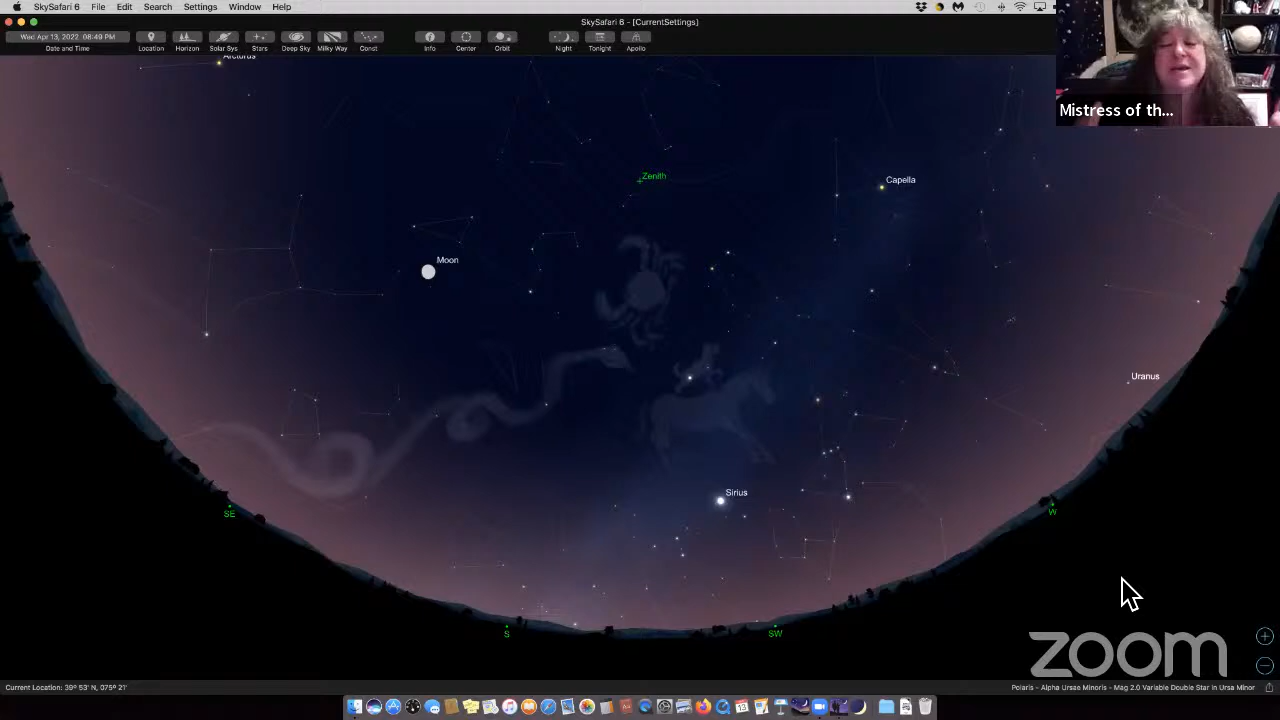 SkySafari 6 File Edit Search Settings Window Help
SkySafari 6 - [CurrentSettings]
Wed Apr 13, 2022 08:49 PM
Date and Time Location Horizon Solar Sys Stars Deep Sky Milky Way Const Info Center Orbit Night Tonight Apollo
Arcturus
Mistress of th...
Zenith
Capella
Moon
Uranus
Sirius
SE
W
S
SW
zoom
Current Location: 39° 53' N, 075° 21'
Polaris - Alpha Ursae Minoris - Mag 2.0 Variable Double Star in Ursa Minor